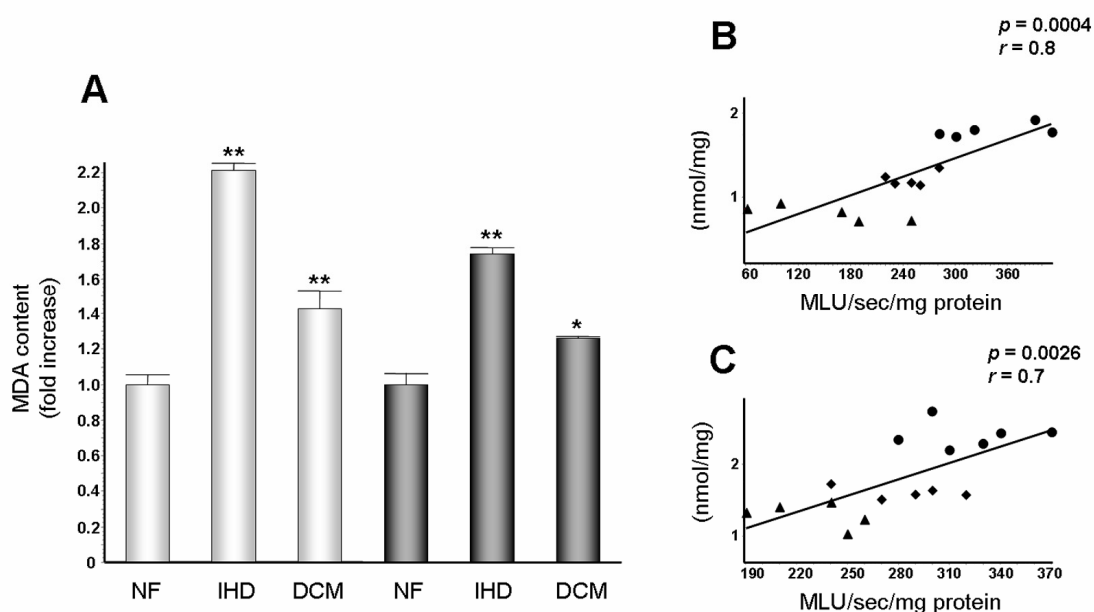 A
MDA content
(fold increase)
2.2
2.0
1.8
1.6
1.4
1.2
1.0
0.8
0.6
0.4
0.2
0
**
**
**
*
NF IHD DCM NF IHD DCM
B
p = 0.0004
r = 0.8
(nmol/mg)
2
1
60 120 180 240 300 360
MLU/sec/mg protein
C
p = 0.0026
r = 0.7
(nmol/mg)
2
1
190 220 250 280 310 340 370
MLU/sec/mg protein